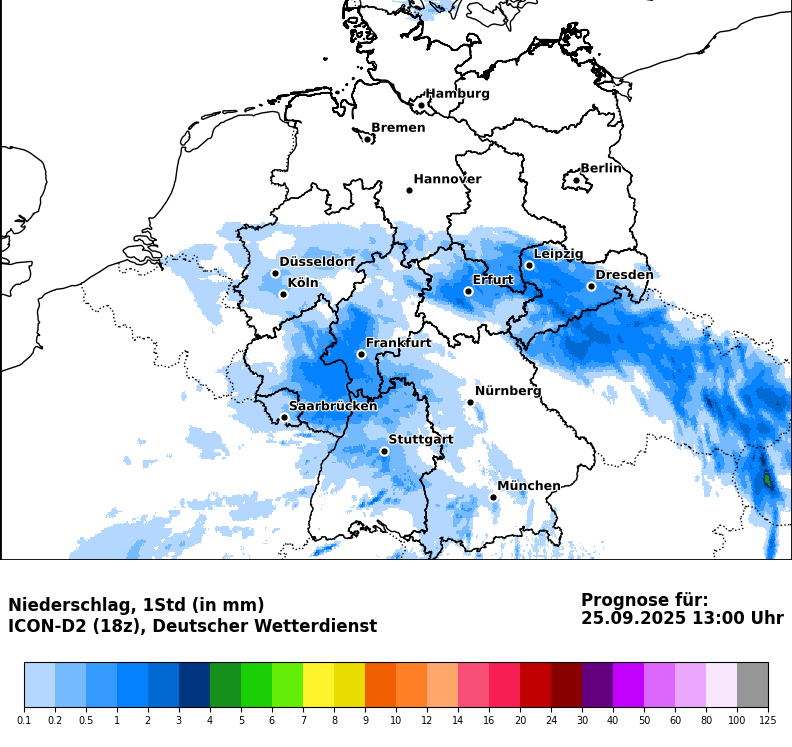 Hamburg
Bremen
Berlin
Hannover
Leipzig
Düsseldorf
Erfurt
Dresden
Köln
Frankfurt
Nürnberg
Saarbrücken
Stuttgart
München
Niederschlag, 1Std (in mm)
ICON-D2 (18z), Deutscher Wetterdienst
Prognose für:
25.09.2025 13:00 Uhr
0.1 0.2 0.5 1 2 3 4 5 6 7 8 9 10 12 14 16 20 24 30 40 50 60 80 100 125